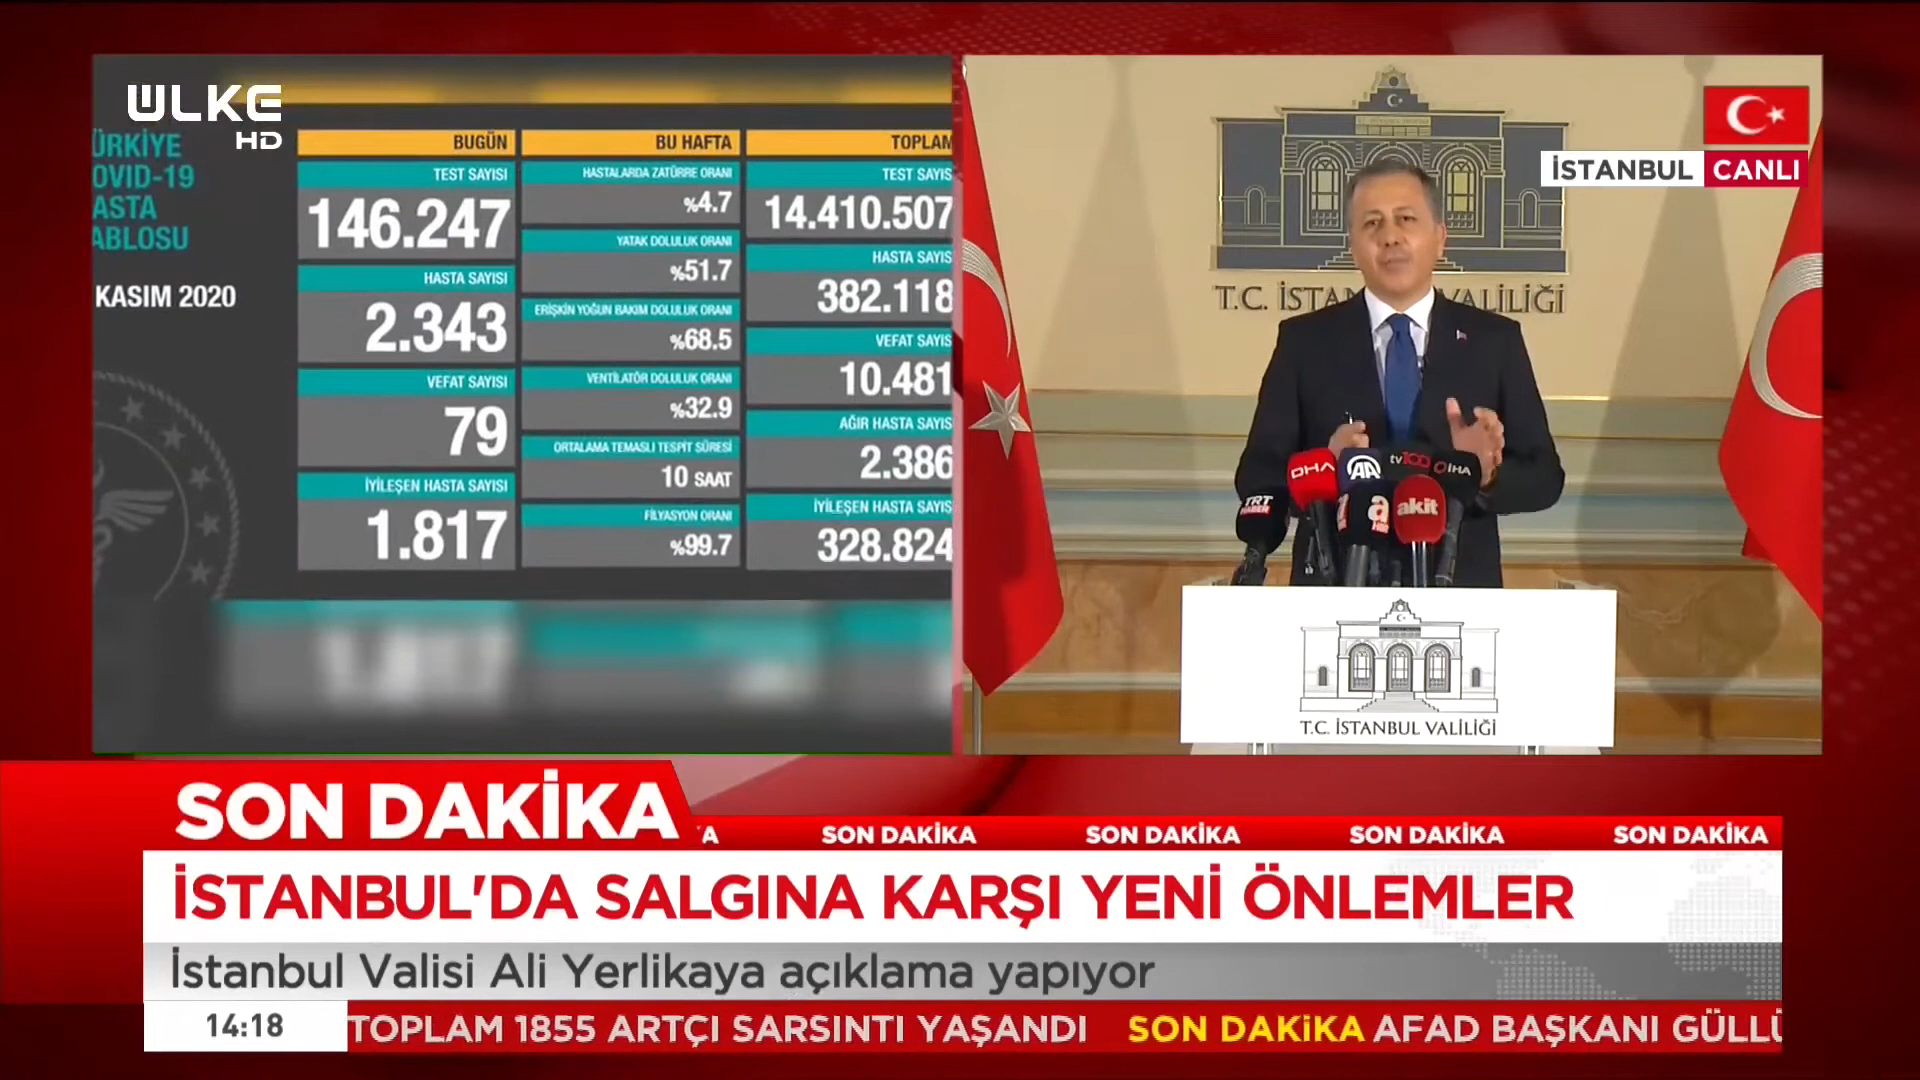 ÜLKE
HD
ÜRKİYE
OVID-19
ASTA
ABLOSU
KASIM 2020
BUGÜN
TEST SAYISI
146.247
HASTA SAYISI
2.343
VEFAT SAYISI
79
İYİLEŞEN HASTA SAYISI
1.817
BU HAFTA
HASTALARDA ZATÜRRE ORANI
%4.7
YATAK DOLULUK ORANI
%51.7
ERİŞKİN YOĞUN BAKIM DOLULUK ORANI
%68.5
VENTİLATÖR DOLULUK ORANI
%32.9
ORTALAMA TEMASLI TESPİT SÜRESİ
10 SAAT
FİLYASYON ORANI
%99.7
TOPLAM
TEST SAYIS
14.410.507
HASTA SAYIS
382.118
VEFAT SAYIS
10.481
AĞIR HASTA SAYIS
2.386
İYİLEŞEN HASTA SAYIS
328.824
İSTANBUL CANLI
T.C. İSTA VALİLİĞİ
DHA
AA
tv100
İHA
TRT
HABER
a
akit
T.C. İSTANBUL VALİLİĞİ
SON DAKİKA
A SON DAKİKA SON DAKİKA SON DAKİKA SON DAKİKA
İSTANBUL'DA SALGINA KARŞI YENİ ÖNLEMLER
İstanbul Valisi Ali Yerlikaya açıklama yapıyor
14:18 TOPLAM 1855 ARTÇI SARSINTI YAŞANDI SON DAKİKA AFAD BAŞKANI GÜLLÜ